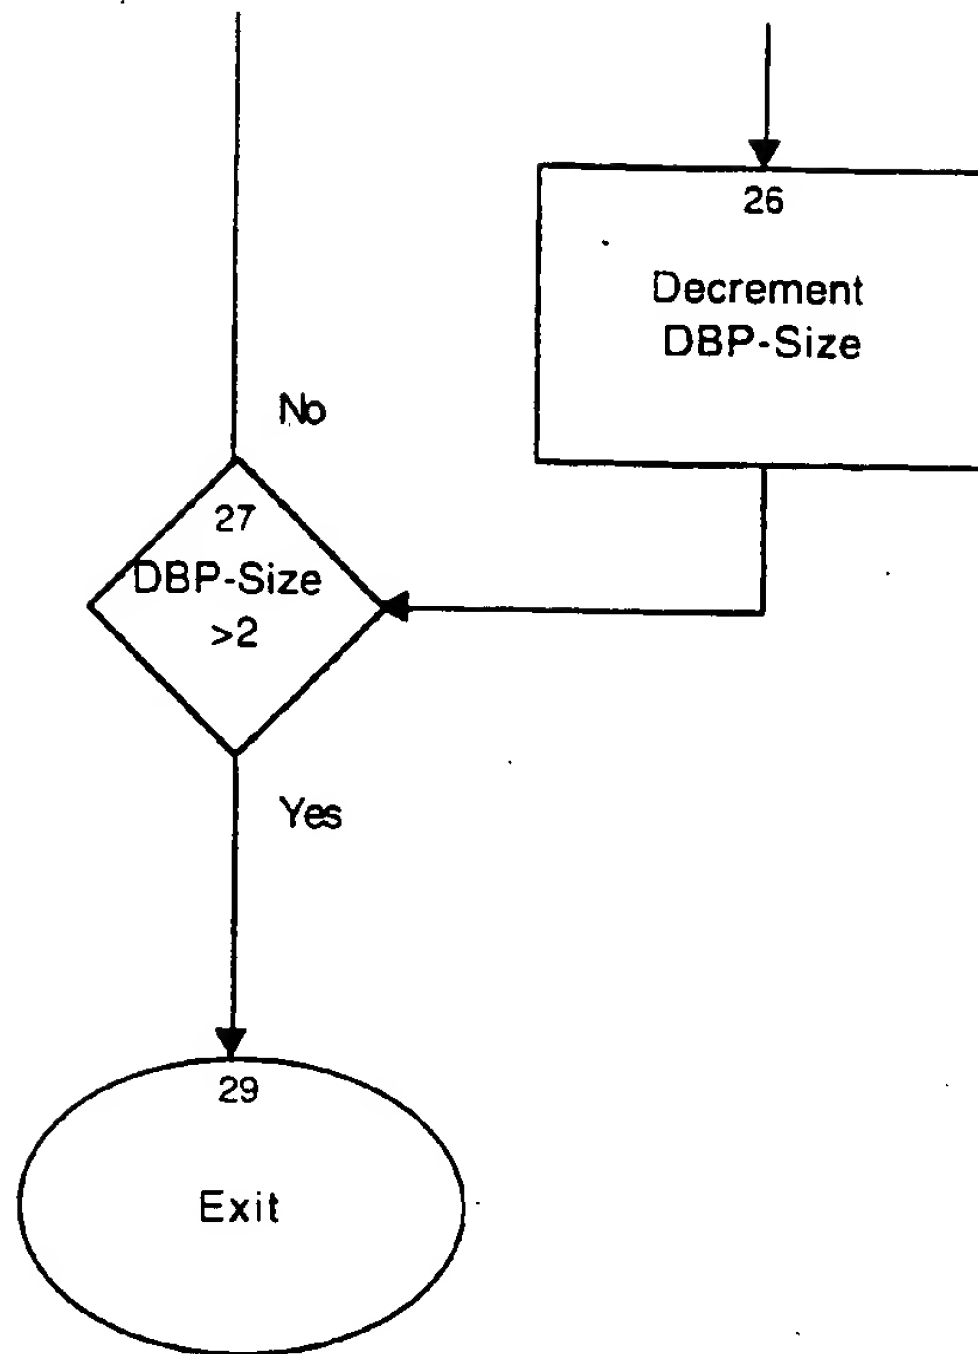 26
Decrement
DBP-Size
No
27
DBP-Size
>2
Yes
29
Exit